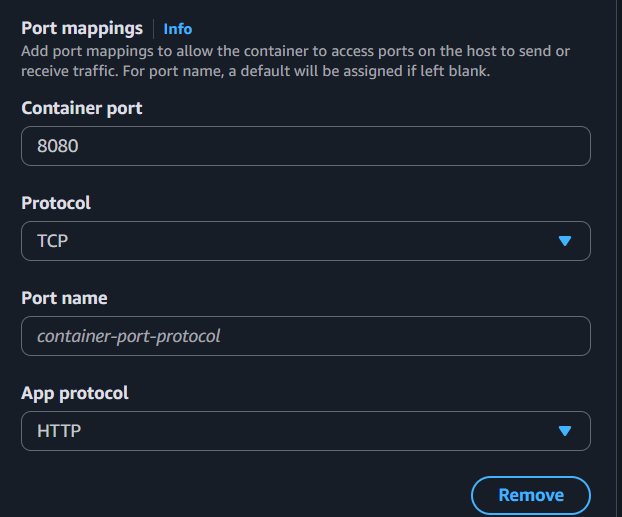 Port mappings Info
Add port mappings to allow the container to access ports on the host to send or
receive traffic. For port name, a default will be assigned if left blank.
Container port
8080
Protocol
TCP
Port name
container-port-protocol
App protocol
HTTP
Remove